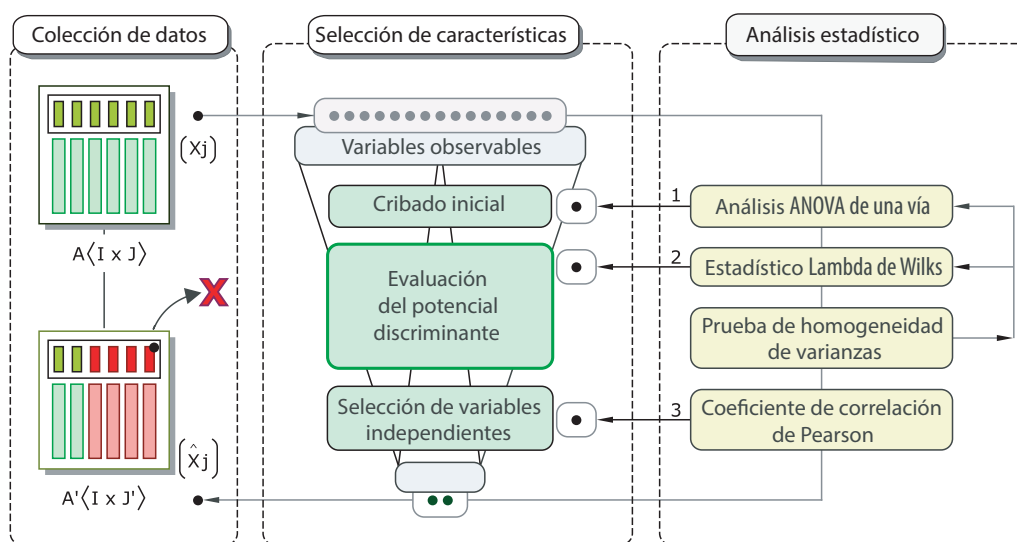 Colección de datos
Selección de características
Análisis estadístico
(Xj)
A⟨I x J⟩
A'⟨I x J'⟩
(X̂j)
X
Variables observables
Cribado inicial
Evaluación
del potencial
discriminante
Selección de variables
independientes
1
Análisis ANOVA de una vía
2
Estadístico Lambda de Wilks
Prueba de homogeneidad
de varianzas
3
Coeficiente de correlación
de Pearson